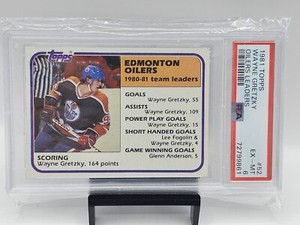 1981 TOPPS
WAYNE GRETZKY
OILERS LEADERS
#52
EX - MT
6
72799861
PSA
Topps
EDMONTON
OILERS
1980-81 team leaders
GOALS
Wayne Gretzky, 55
ASSISTS
Wayne Gretzky, 109
POWER PLAY GOALS
Wayne Gretzky, 15
SHORT HANDED GOALS
Lee Fogolin &
Wayne Gretzky, 4
GAME WINNING GOALS
Glenn Anderson, 5
SCORING
Wayne Gretzky, 164 points